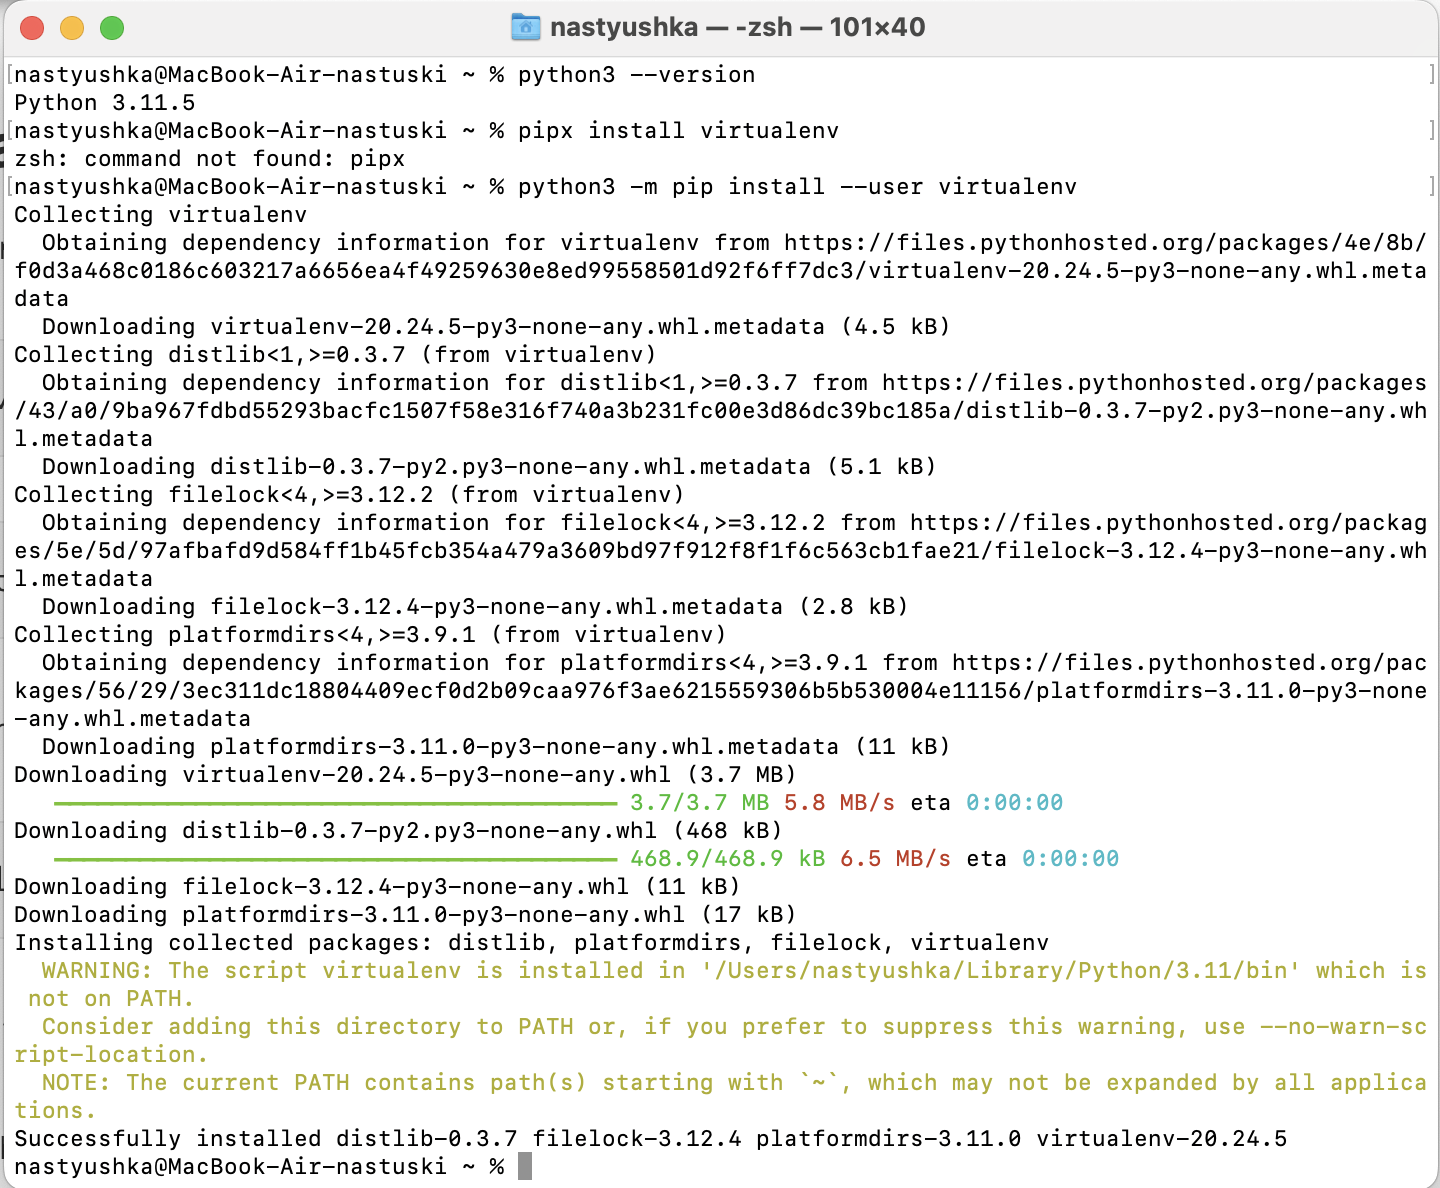 nastyushka — -zsh — 101×40
[nastyushka@MacBook-Air-nastuski ~ % python3 --version ]
Python 3.11.5
[nastyushka@MacBook-Air-nastuski ~ % pipx install virtualenv ]
zsh: command not found: pipx
[nastyushka@MacBook-Air-nastuski ~ % python3 -m pip install --user virtualenv ]
Collecting virtualenv
  Obtaining dependency information for virtualenv from https://files.pythonhosted.org/packages/4e/8b/
f0d3a468c0186c603217a6656ea4f49259630e8ed99558501d92f6ff7dc3/virtualenv-20.24.5-py3-none-any.whl.meta
data
  Downloading virtualenv-20.24.5-py3-none-any.whl.metadata (4.5 kB)
Collecting distlib<1,>=0.3.7 (from virtualenv)
  Obtaining dependency information for distlib<1,>=0.3.7 from https://files.pythonhosted.org/packages
/43/a0/9ba967fdbd55293bacfc1507f58e316f740a3b231fc00e3d86dc39bc185a/distlib-0.3.7-py2.py3-none-any.wh
l.metadata
  Downloading distlib-0.3.7-py2.py3-none-any.whl.metadata (5.1 kB)
Collecting filelock<4,>=3.12.2 (from virtualenv)
  Obtaining dependency information for filelock<4,>=3.12.2 from https://files.pythonhosted.org/packag
es/5e/5d/97afbafd9d584ff1b45fcb354a479a3609bd97f912f8f1f6c563cb1fae21/filelock-3.12.4-py3-none-any.wh
l.metadata
  Downloading filelock-3.12.4-py3-none-any.whl.metadata (2.8 kB)
Collecting platformdirs<4,>=3.9.1 (from virtualenv)
  Obtaining dependency information for platformdirs<4,>=3.9.1 from https://files.pythonhosted.org/pac
kages/56/29/3ec311dc18804409ecf0d2b09caa976f3ae6215559306b5b530004e11156/platformdirs-3.11.0-py3-none
-any.whl.metadata
  Downloading platformdirs-3.11.0-py3-none-any.whl.metadata (11 kB)
Downloading virtualenv-20.24.5-py3-none-any.whl (3.7 MB)
3.7/3.7 MB 5.8 MB/s eta 0:00:00
Downloading distlib-0.3.7-py2.py3-none-any.whl (468 kB)
468.9/468.9 kB 6.5 MB/s eta 0:00:00
Downloading filelock-3.12.4-py3-none-any.whl (11 kB)
Downloading platformdirs-3.11.0-py3-none-any.whl (17 kB)
Installing collected packages: distlib, platformdirs, filelock, virtualenv
  WARNING: The script virtualenv is installed in '/Users/nastyushka/Library/Python/3.11/bin' which is
 not on PATH.
  Consider adding this directory to PATH or, if you prefer to suppress this warning, use --no-warn-sc
ript-location.
  NOTE: The current PATH contains path(s) starting with `~`, which may not be expanded by all applica
tions.
Successfully installed distlib-0.3.7 filelock-3.12.4 platformdirs-3.11.0 virtualenv-20.24.5
nastyushka@MacBook-Air-nastuski ~ %